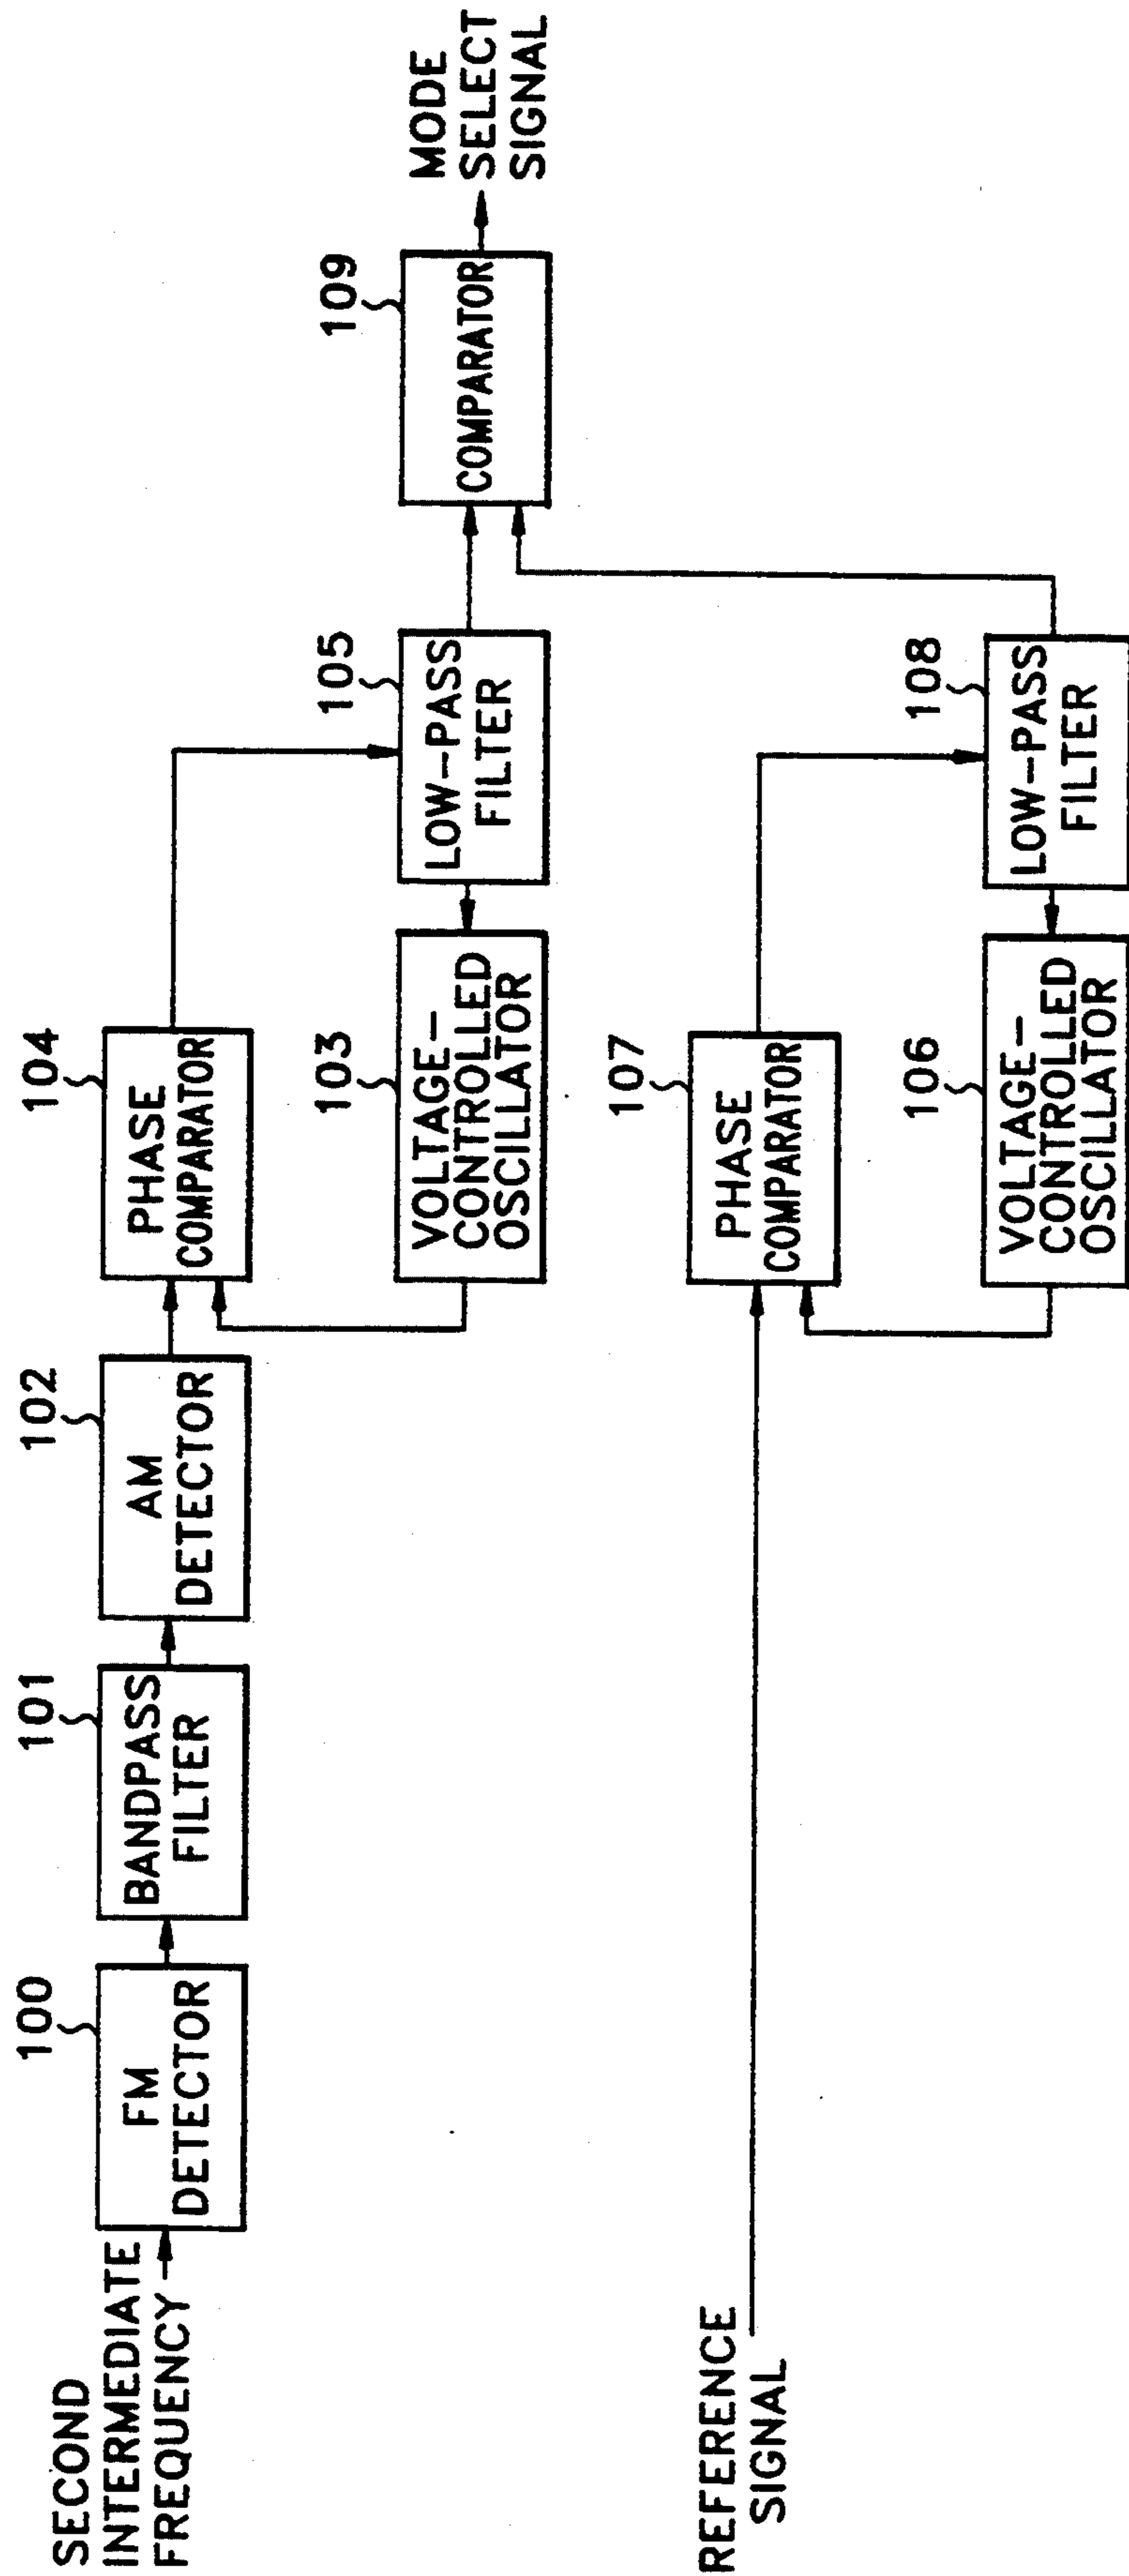 SECOND
INTERMEDIATE
FREQUENCY
100
FM
DETECTOR
101
BANDPASS
FILTER
102
AM
DETECTOR
104
PHASE
COMPARATOR
103
VOLTAGE-
CONTROLLED
OSCILLATOR
105
LOW-PASS
FILTER
109
COMPARATOR
MODE
SELECT
SIGNAL
REFERENCE
SIGNAL
107
PHASE
COMPARATOR
106
VOLTAGE-
CONTROLLED
OSCILLATOR
108
LOW-PASS
FILTER